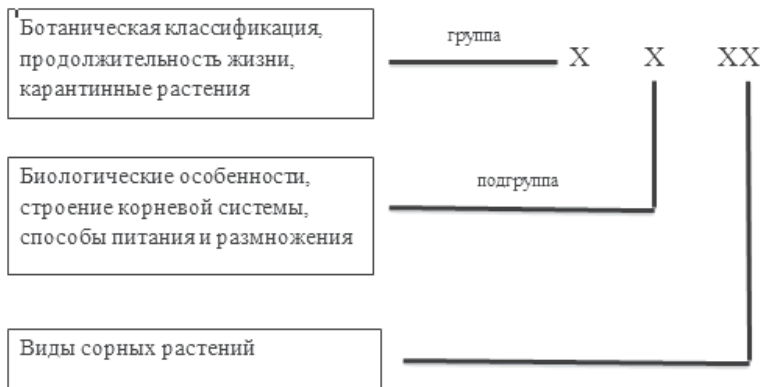 Ботаническая классификация,
продолжительность жизни,
карантинные растения
группа
X X XX
Биологические особенности,
строение корневой системы,
способы питания и размножения
подгруппа
Виды сорных растений